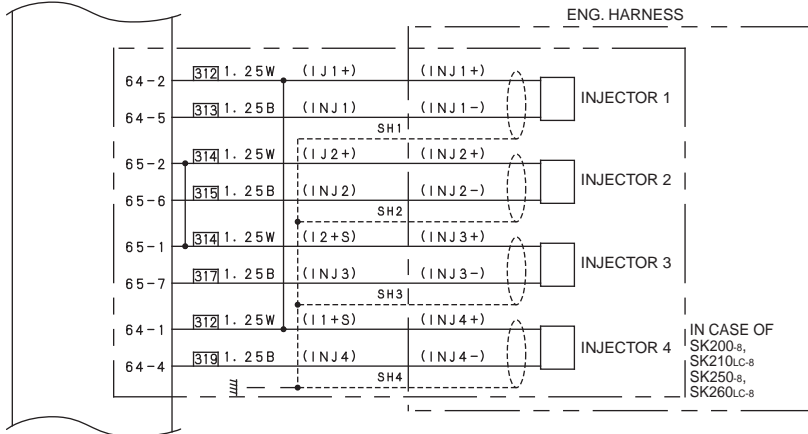 ENG. HARNESS
64-2 312 1.25W (IJ1+) (INJ1+)
INJECTOR 1
64-5 313 1.25B (INJ1) (INJ1-)
SH1
65-2 314 1.25W (IJ2+) (INJ2+)
INJECTOR 2
65-6 315 1.25B (INJ2) (INJ2-)
SH2
65-1 314 1.25W (I2+S) (INJ3+)
INJECTOR 3
65-7 317 1.25B (INJ3) (INJ3-)
SH3
64-1 312 1.25W (I1+S) (INJ4+)
INJECTOR 4
64-4 319 1.25B (INJ4) (INJ4-)
SH4
IN CASE OF
SK200-8,
SK210LC-8
SK250-8,
SK260LC-8